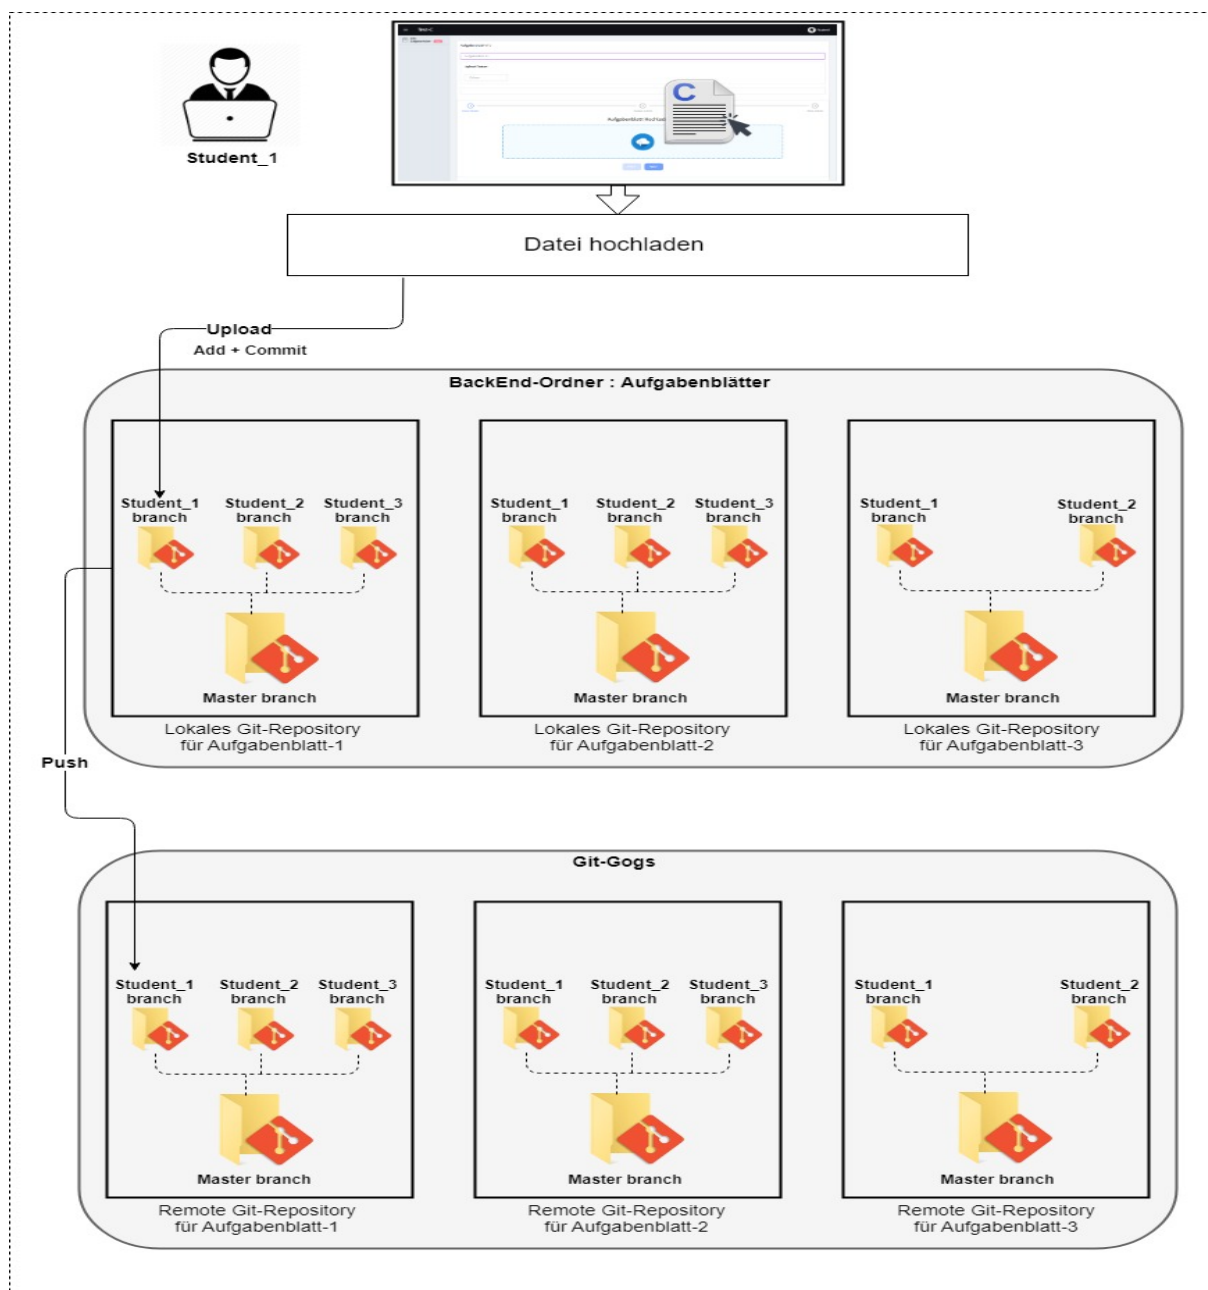 Test-C
Student_1
C
Datei hochladen
Upload
Add + Commit
BackEnd-Ordner : Aufgabenblätter
Student_1 Student_2 Student_3
branch branch branch
Master branch
Lokales Git-Repository
für Aufgabenblatt-1
Student_1 Student_2 Student_3
branch branch branch
Master branch
Lokales Git-Repository
für Aufgabenblatt-2
Student_1 Student_2
branch branch
Master branch
Lokales Git-Repository
für Aufgabenblatt-3
Push
Git-Gogs
Student_1 Student_2 Student_3
branch branch branch
Master branch
Remote Git-Repository
für Aufgabenblatt-1
Student_1 Student_2 Student_3
branch branch branch
Master branch
Remote Git-Repository
für Aufgabenblatt-2
Student_1 Student_2
branch branch
Master branch
Remote Git-Repository
für Aufgabenblatt-3